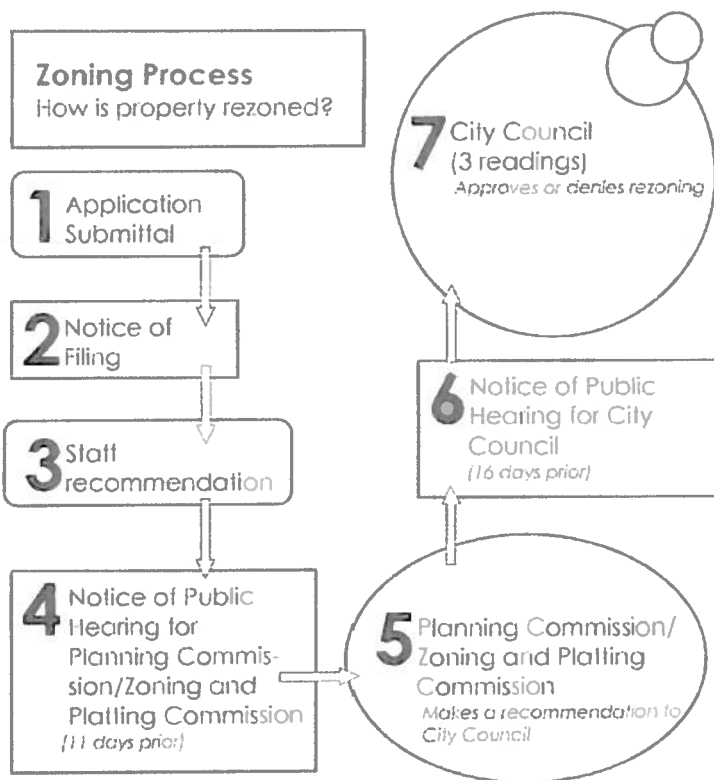 Zoning Process
How is property rezoned?
1 Application
Submittal
2 Notice of
Filing
3 Staff
recommendation
4 Notice of Public
Hearing for
Planning Commis-
sion/Zoning and
Platting Commission
(11 days prior)
5 Planning Commission/
Zoning and Platting
Commission
Makes a recommendation to
City Council
6 Notice of Public
Hearing for City
Council
(16 days prior)
7 City Council
(3 readings)
Approves or denies rezoning